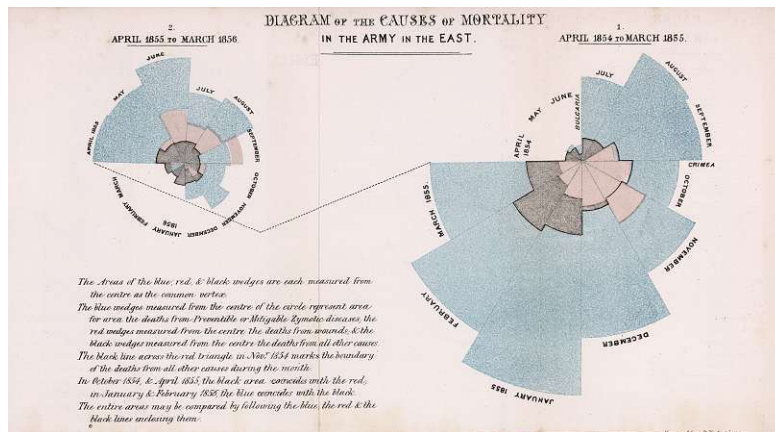 DIAGRAM OF THE CAUSES OF MORTALITY
IN THE ARMY IN THE EAST.
2.
APRIL 1855 TO MARCH 1856.
1.
APRIL 1854 TO MARCH 1855.
APRIL 1855
MAY
JUNE
JULY
AUGUST
SEPTEMBER
OCTOBER
NOVEMBER
DECEMBER
JANUARY
1856
FEBRUARY
MARCH
APRIL
1854
MAY
JUNE
BULGARIA
JULY
AUGUST
SEPTEMBER
CRIMEA
OCTOBER
NOVEMBER
DECEMBER
JANUARY 1855
FEBRUARY
MARCH 1855
The Areas of the blue, red, & black wedges are each measured from
the centre as the common vertex.
The blue wedges measured from the centre of the circle represent area
for area the deaths from Preventible or Mitigable Zymotic diseases, the
red wedges measured from the centre the deaths from wounds, & the
black wedges measured from the centre the deaths from all other causes.
The black line across the red triangle in Novr. 1854 marks the boundary
of the deaths from all other causes during the month.
In October 1854, & April 1855, the black area coincides with the red,
in January & February 1856, the blue coincides with the black.
The entire areas may be compared by following the blue, the red & the
black lines enclosing them.